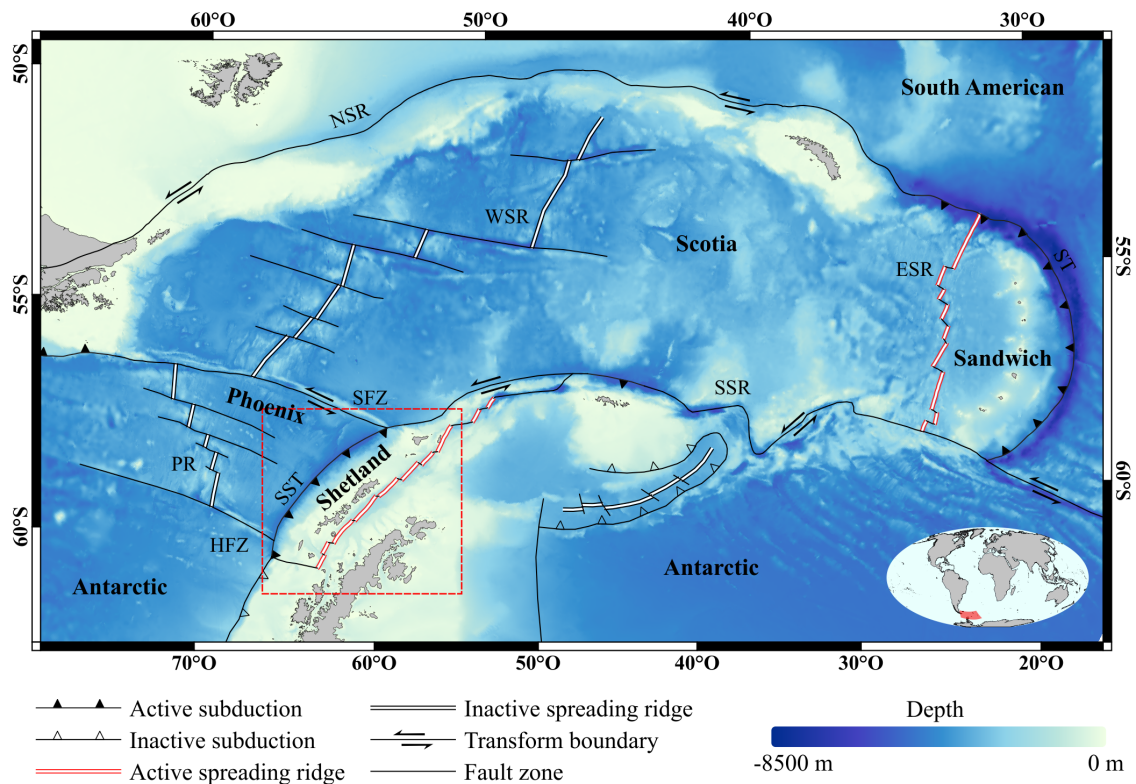 60°O 50°O 40°O 30°O
50°S
South American
NSR
WSR
Scotia
ESR
ST
55°S
55°S
Sandwich
Phoenix
SFZ
SSR
PR
SST
Shetland
60°S
60°S
HFZ
Antarctic
Antarctic
70°O 60°O 50°O 40°O 30°O 20°O
Active subduction
Inactive subduction
Active spreading ridge
Inactive spreading ridge
Transform boundary
Fault zone
Depth
-8500 m 0 m